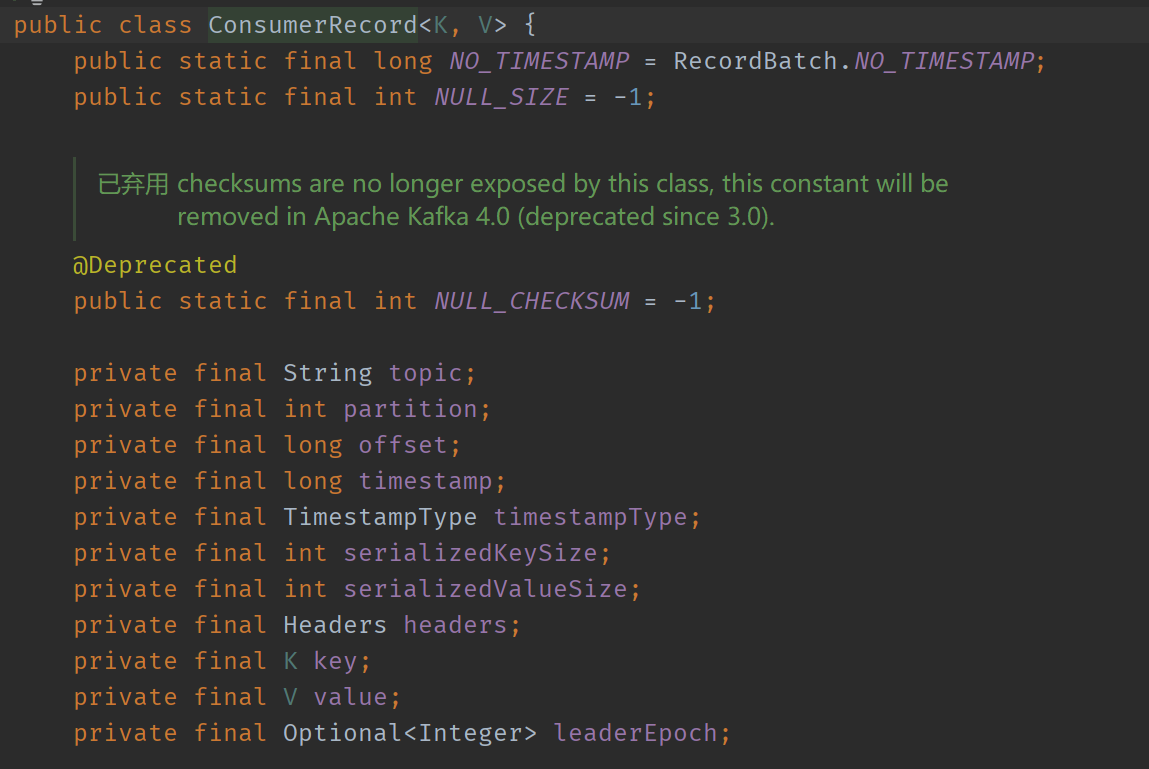 public class ConsumerRecord<K, V> {
public static final long NO_TIMESTAMP = RecordBatch.NO_TIMESTAMP;
public static final int NULL_SIZE = -1;
已弃用 checksums are no longer exposed by this class, this constant will be
removed in Apache Kafka 4.0 (deprecated since 3.0).
@Deprecated
public static final int NULL_CHECKSUM = -1;
private final String topic;
private final int partition;
private final long offset;
private final long timestamp;
private final TimestampType timestampType;
private final int serializedKeySize;
private final int serializedValueSize;
private final Headers headers;
private final K key;
private final V value;
private final Optional<Integer> leaderEpoch;